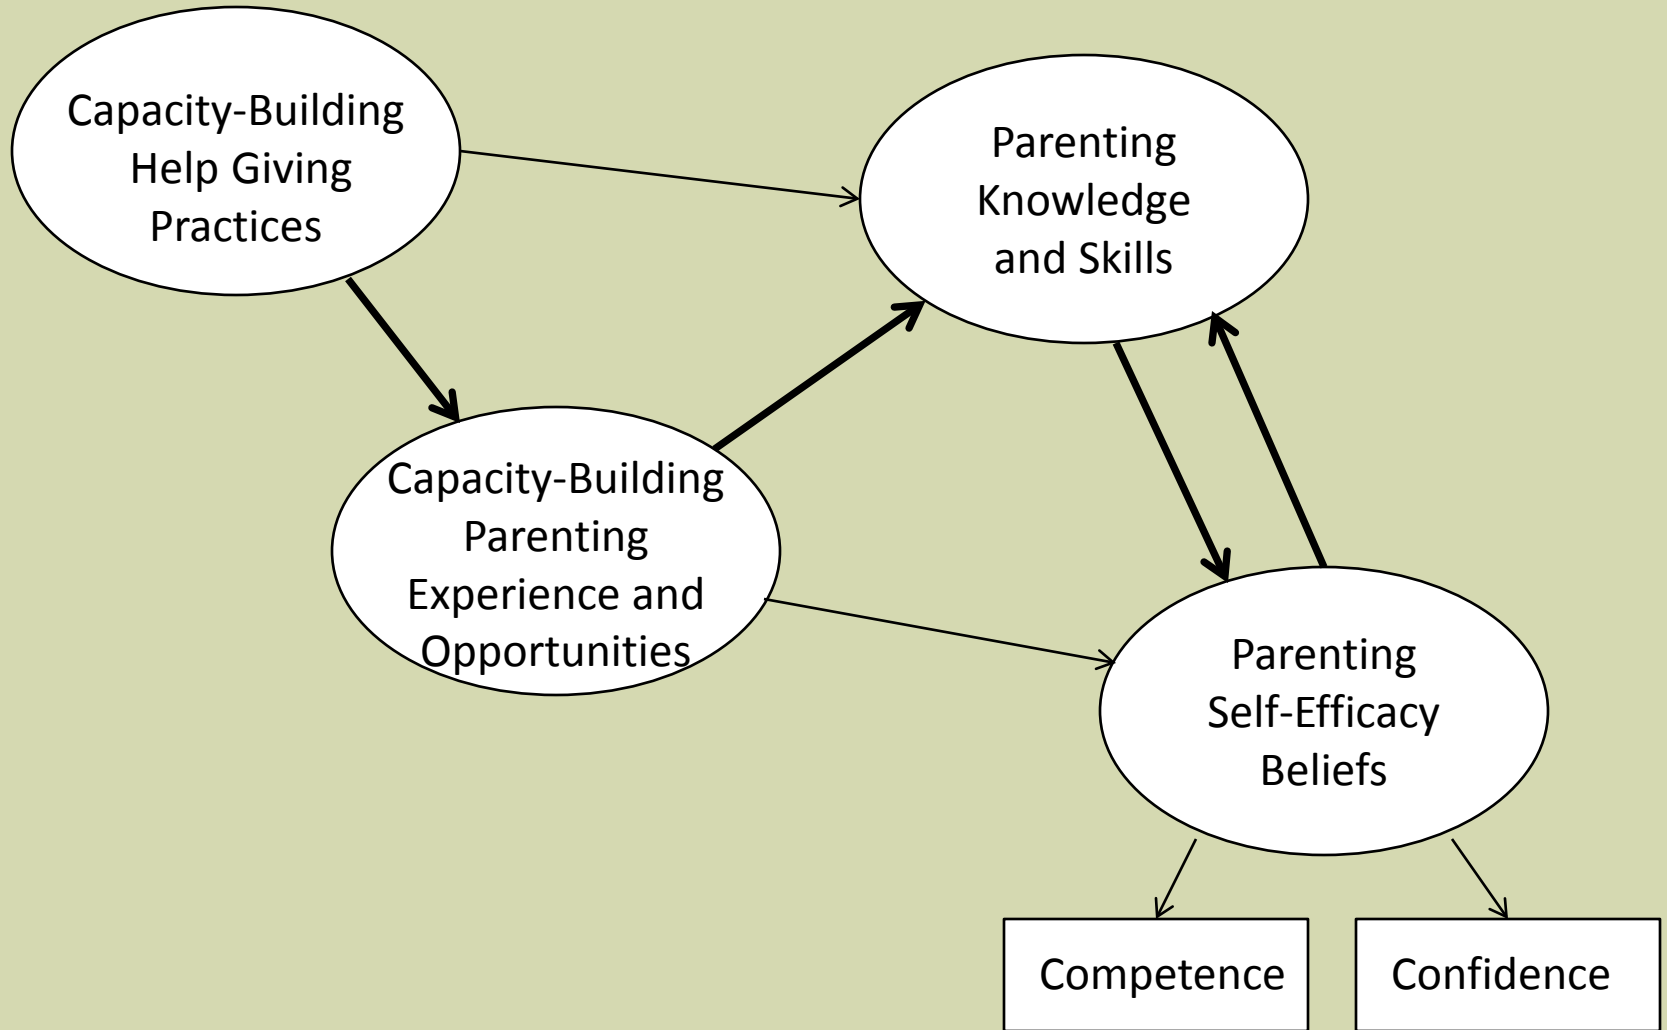 Capacity-Building
Help Giving
Practices
Parenting
Knowledge
and Skills
Capacity-Building
Parenting
Experience and
Opportunities
Parenting
Self-Efficacy
Beliefs
Competence
Confidence